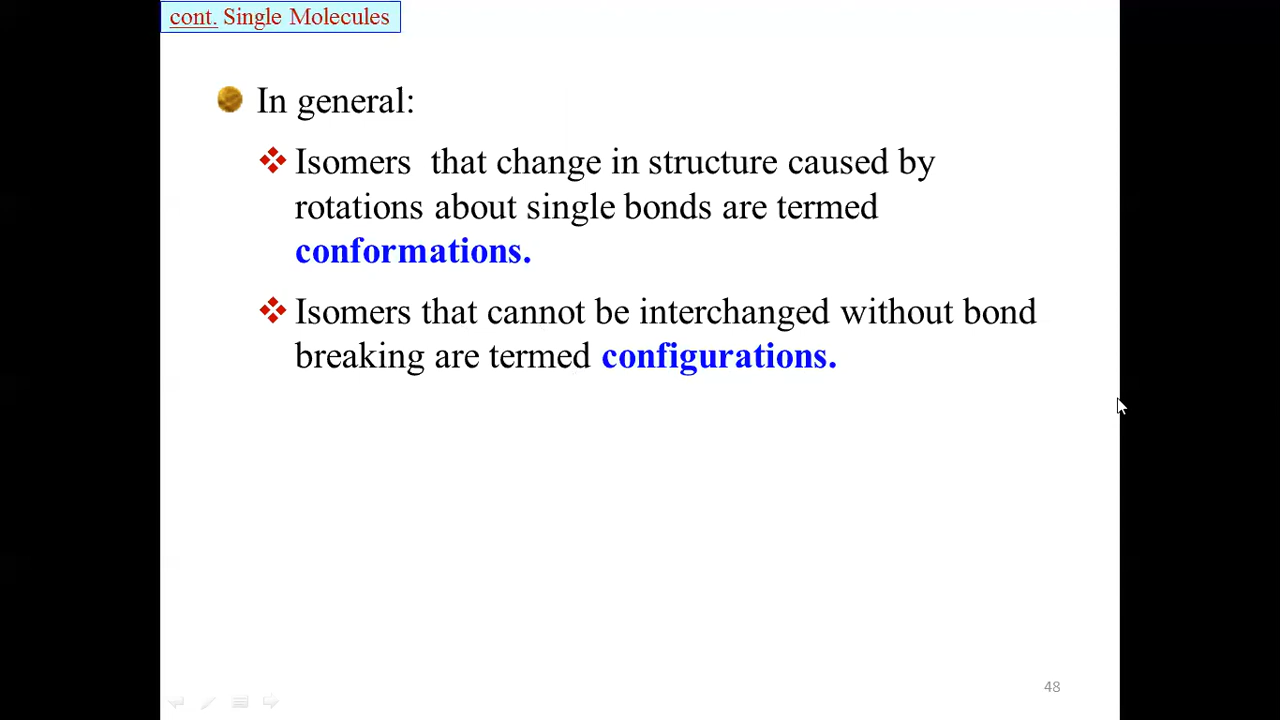 cont. Single Molecules
In general:
Isomers that change in structure caused by
rotations about single bonds are termed
conformations.
Isomers that cannot be interchanged without bond
breaking are termed configurations.
48